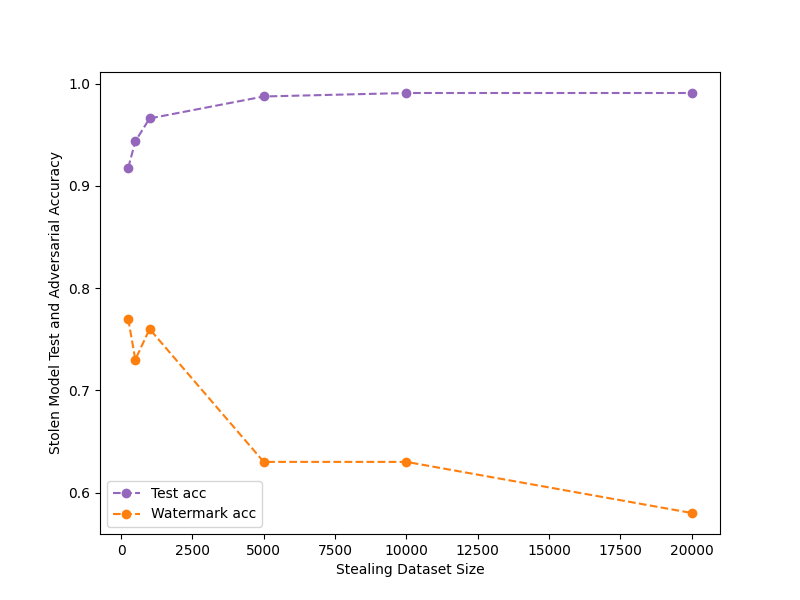 1.0
0.9
0.8
0.7
0.6
Stolen Model Test and Adversarial Accuracy
Test acc
Watermark acc
0 2500 5000 7500 10000 12500 15000 17500 20000
Stealing Dataset Size